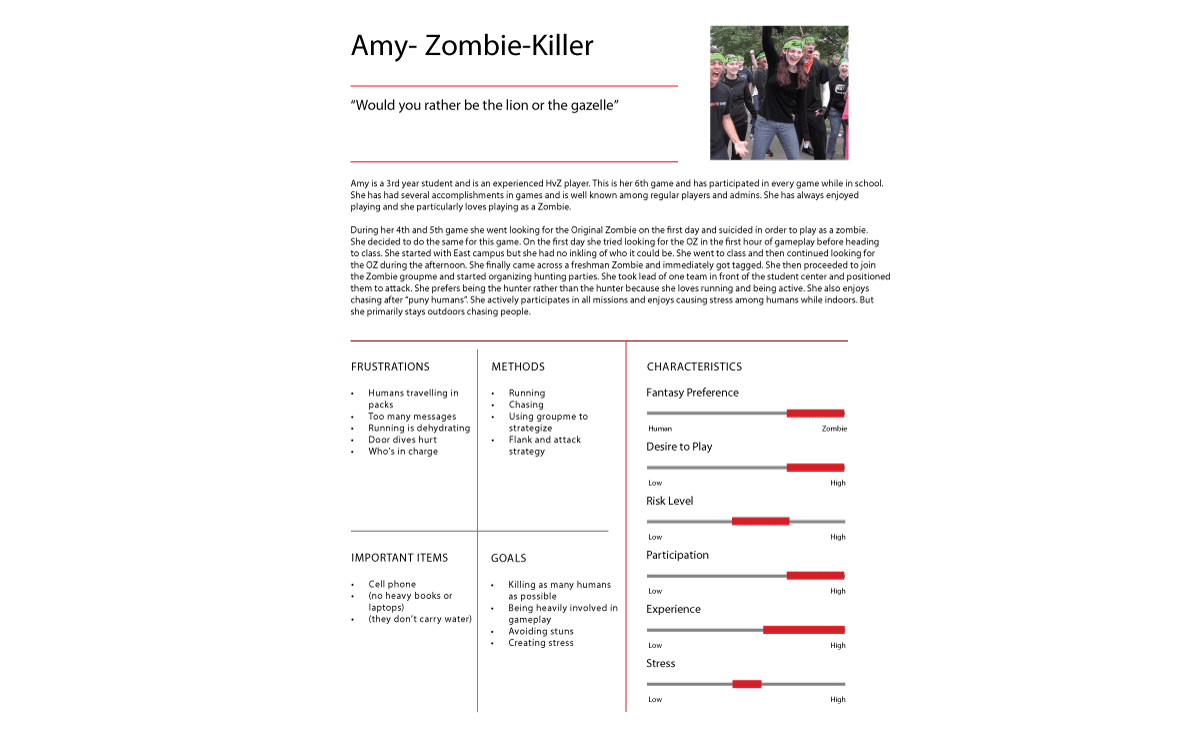 Amy- Zombie-Killer
“Would you rather be the lion or the gazelle”
Amy is a 3rd year student and is an experienced HvZ player. This is her 6th game and has participated in every game while in school.
She has had several accomplishments in games and is well known among regular players and admins. She has always enjoyed
playing and she particularly loves playing as a Zombie.
During her 4th and 5th game she went looking for the Original Zombie on the first day and suicided in order to play as a zombie.
She decided to do the same for this game. On the first day she tried looking for the OZ in the first hour of gameplay before heading
to class. She started with East campus but she had no inkling of who it could be. She went to class and then continued looking for
the OZ during the afternoon. She finally came across a freshman Zombie and immediately got tagged. She then proceeded to join
the Zombie groupme and started organizing hunting parties. She took lead of one team in front of the student center and positioned
them to attack. She prefers being the hunter rather than the hunter because she loves running and being active. She also enjoys
chasing after “puny humans”. She actively participates in all missions and enjoys causing stress among humans while indoors. But
she primarily stays outdoors chasing people.
FRUSTRATIONS
• Humans travelling in
packs
• Too many messages
• Running is dehydrating
• Door dives hurt
• Who's in charge
METHODS
• Running
• Chasing
• Using groupme to
strategize
• Flank and attack
strategy
IMPORTANT ITEMS
• Cell phone
• (no heavy books or
laptops)
• (they don’t carry water)
GOALS
• Killing as many humans
as possible
• Being heavily involved in
gameplay
• Avoiding stuns
• Creating stress
CHARACTERISTICS
Fantasy Preference
Human Zombie
Desire to Play
Low High
Risk Level
Low High
Participation
Low High
Experience
Low High
Stress
Low High